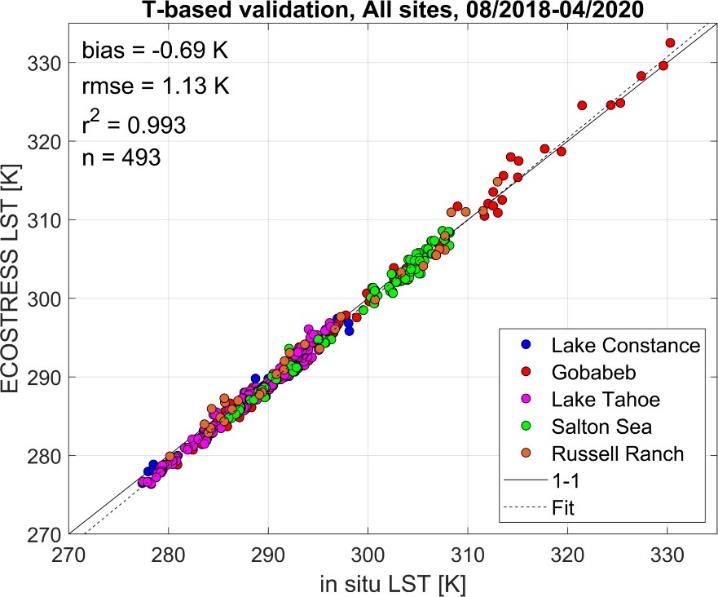 T-based validation, All sites, 08/2018-04/2020
bias = -0.69 K
rmse = 1.13 K
r² = 0.993
n = 493
ECOSTRESS LST [K]
330
320
310
300
290
280
270
Lake Constance
Gobabeb
Lake Tahoe
Salton Sea
Russell Ranch
1-1
Fit
270 280 290 300 310 320 330
in situ LST [K]